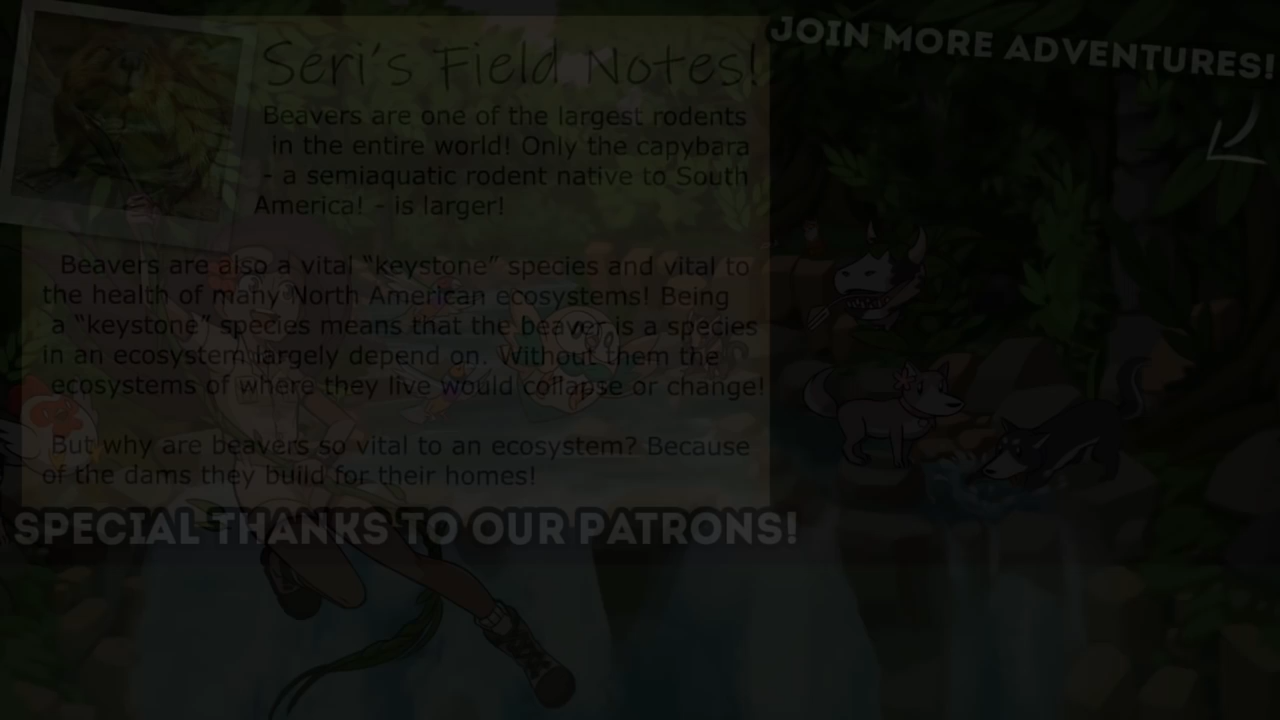 Seri's Field Notes!
JOIN MORE ADVENTURES!
Beavers are one of the largest rodents
in the entire world! Only the capybara
- a semiaquatic rodent native to South
America! - is larger!
Beavers are also a vital “keystone” species and vital to
the health of many North American ecosystems! Being
a “keystone” species means that the beaver is a species
in an ecosystem largely depend on. Without them the
ecosystems of where they live would collapse or change!
But why are beavers so vital to an ecosystem? Because
of the dams they build for their homes!
SPECIAL THANKS TO OUR PATRONS!